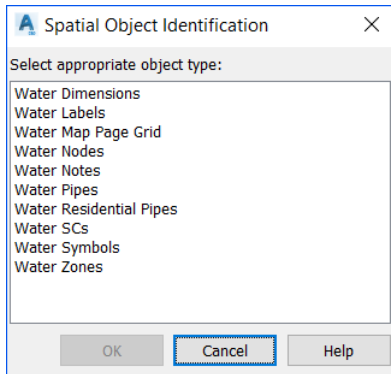 Spatial Object Identification
Select appropriate object type:
Water Dimensions
Water Labels
Water Map Page Grid
Water Nodes
Water Notes
Water Pipes
Water Residential Pipes
Water SCs
Water Symbols
Water Zones
OK Cancel Help